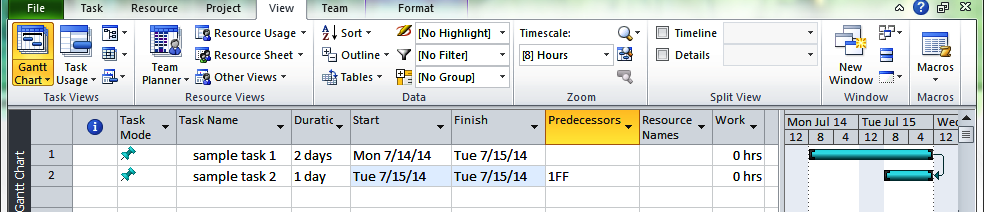 File Task Resource Project View Team Format
Gantt Chart Task Usage
Task Views
Team Planner Resource Usage Resource Sheet Other Views
Resource Views
Sort Outline Tables [No Highlight] [No Filter] [No Group]
Data
Timescale: [8] Hours
Zoom
Timeline Details
Split View
New Window
Window
Macros
Macros
Task Mode Task Name Duratic Start Finish Predecessors Resource Names Work Mon Jul 14 Tue Jul 15 Wec
12 8 4 12 8 4 12
1 sample task 1 2 days Mon 7/14/14 Tue 7/15/14 0 hrs
2 sample task 2 1 day Tue 7/15/14 Tue 7/15/14 1FF 0 hrs
Gantt Chart